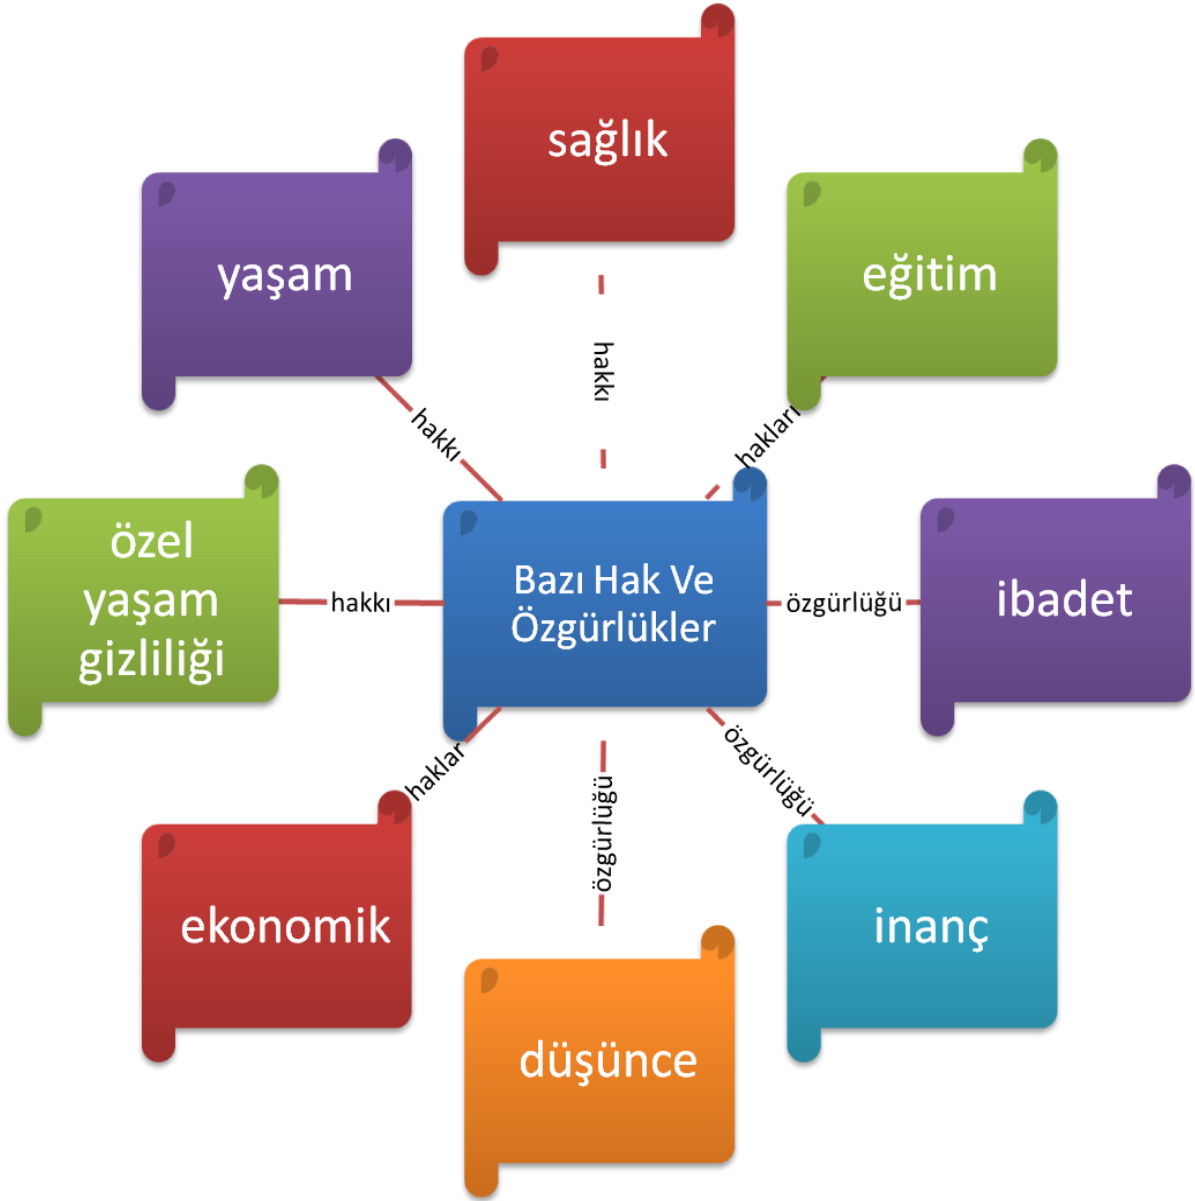 sağlık
hakkı
yaşam
hakkı
eğitim
hakları
özel
yaşam
gizliliği
hakkı
Bazı Hak Ve
Özgürlükler
özgürlüğü
ibadet
haklar
ekonomik
özgürlüğü
düşünce
özgürlüğü
inanç